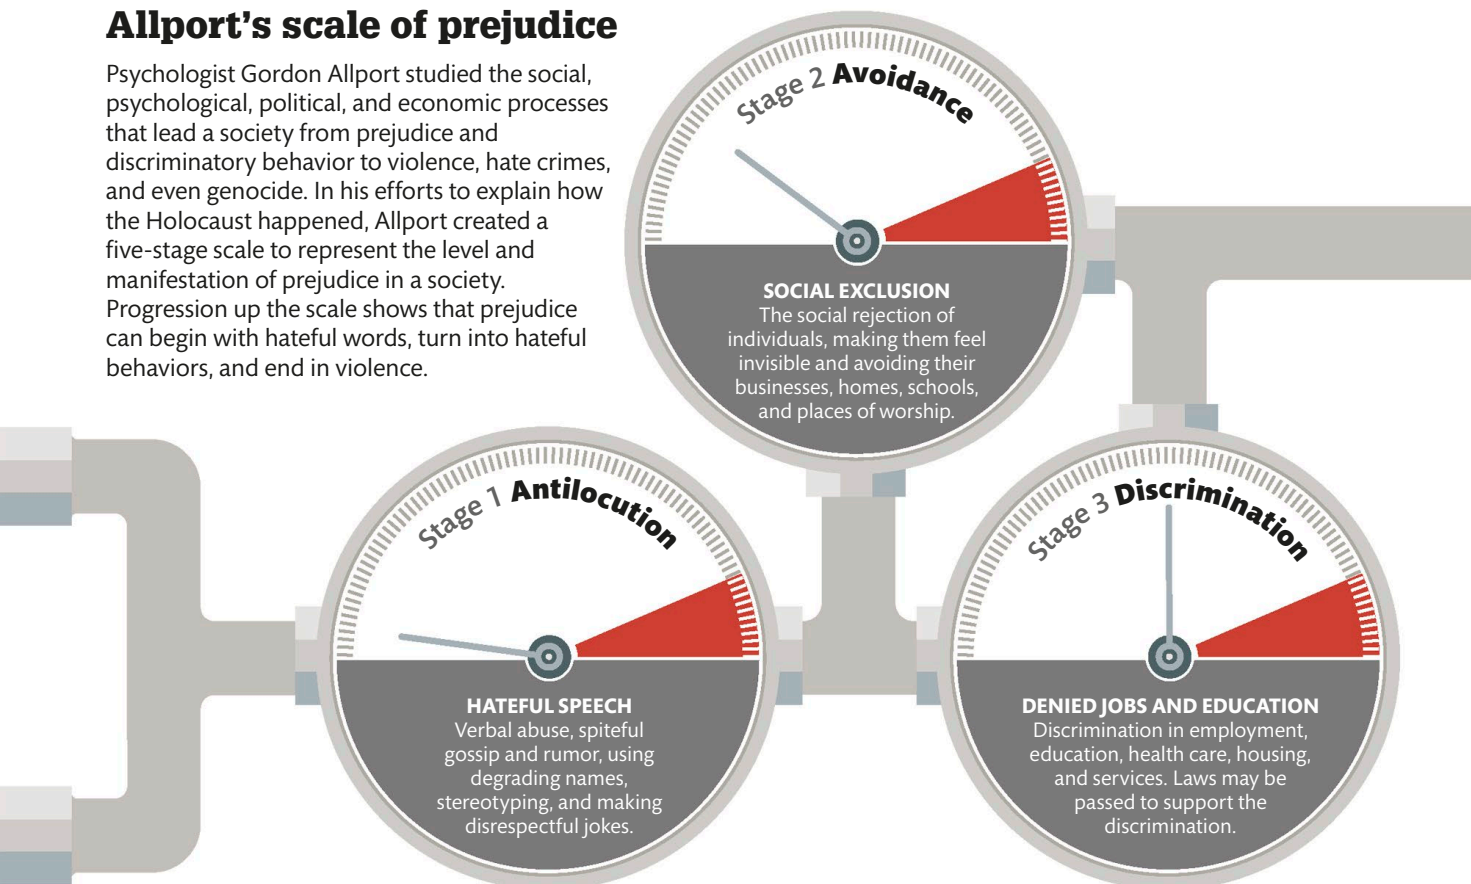 Allport's scale of prejudice
Psychologist Gordon Allport studied the social,
psychological, political, and economic processes
that lead a society from prejudice and
discriminatory behavior to violence, hate crimes,
and even genocide. In his efforts to explain how
the Holocaust happened, Allport created a
five-stage scale to represent the level and
manifestation of prejudice in a society.
Progression up the scale shows that prejudice
can begin with hateful words, turn into hateful
behaviors, and end in violence.
Stage 1 Antilocution
HATEFUL SPEECH
Verbal abuse, spiteful
gossip and rumor, using
degrading names,
stereotyping, and making
disrespectful jokes.
Stage 2 Avoidance
SOCIAL EXCLUSION
The social rejection of
individuals, making them feel
invisible and avoiding their
businesses, homes, schools,
and places of worship.
Stage 3 Discrimination
DENIED JOBS AND EDUCATION
Discrimination in employment,
education, health care, housing,
and services. Laws may be
passed to support the
discrimination.